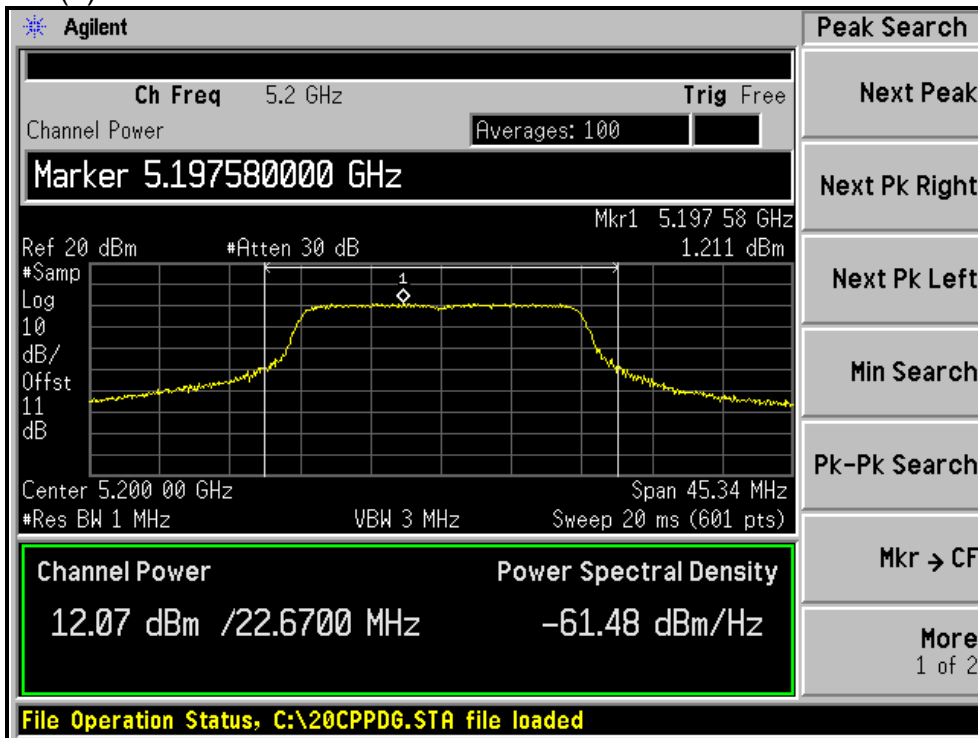 Agilent
Peak Search
Ch Freq 5.2 GHz Trig Free
Channel Power Averages: 100
Marker 5.197580000 GHz
Mkr1 5.197 58 GHz
Ref 20 dBm #Atten 30 dB 1.211 dBm
#Samp
Log
10
dB/
Offst
11
dB
1
Center 5.200 00 GHz Span 45.34 MHz
#Res BW 1 MHz VBW 3 MHz Sweep 20 ms (601 pts)
Channel Power Power Spectral Density
12.07 dBm /22.6700 MHz -61.48 dBm/Hz
File Operation Status, C:\20CPPDG.STA file loaded
Next Peak
Next Pk Right
Next Pk Left
Min Search
Pk-Pk Search
Mkr → CF
More
1 of 2